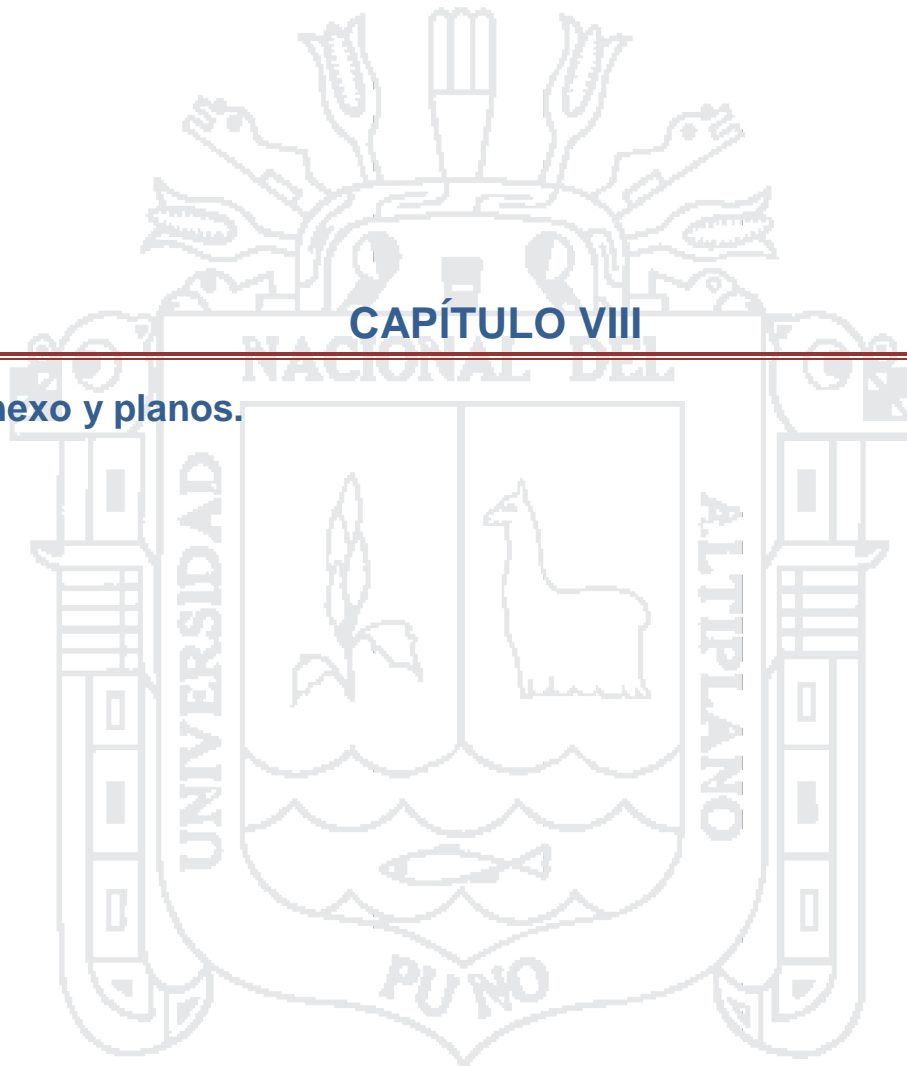 CAPÍTULO VIII
NACIONAL DEL
nexo y planos.
UNIVERSIDAD
ALTIPLANO
PUNO